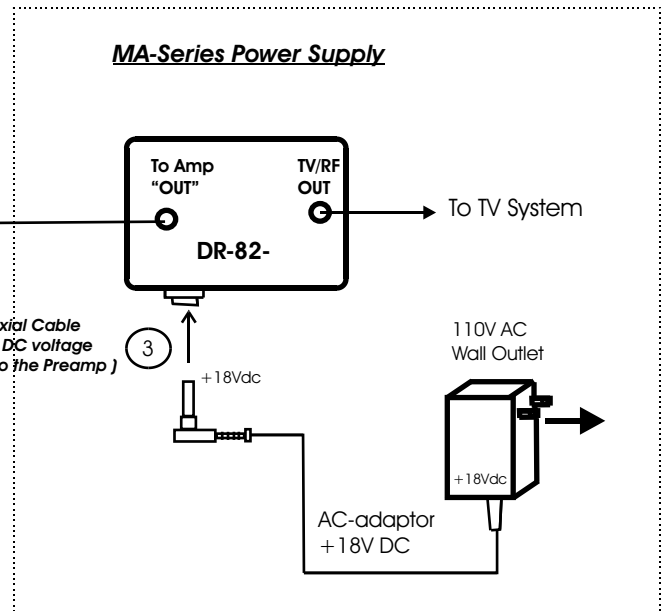 MA-Series Power Supply
To Amp
“OUT”
TV/RF
OUT
To TV System
DR-82-
Cable
DC voltage
the Preamp )
3
+18Vdc
110V AC
Wall Outlet
+18Vdc
AC-adaptor
+18V DC